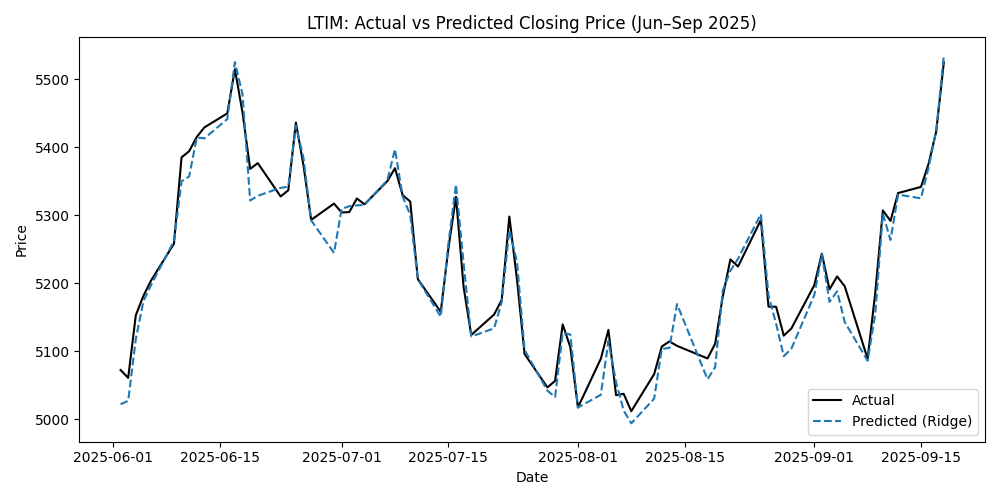 LTIM: Actual vs Predicted Closing Price (Jun–Sep 2025)
Price
5500
5400
5300
5200
5100
5000
Actual
Predicted (Ridge)
2025-06-01 2025-06-15 2025-07-01 2025-07-15 2025-08-01 2025-08-15 2025-09-01 2025-09-15
Date